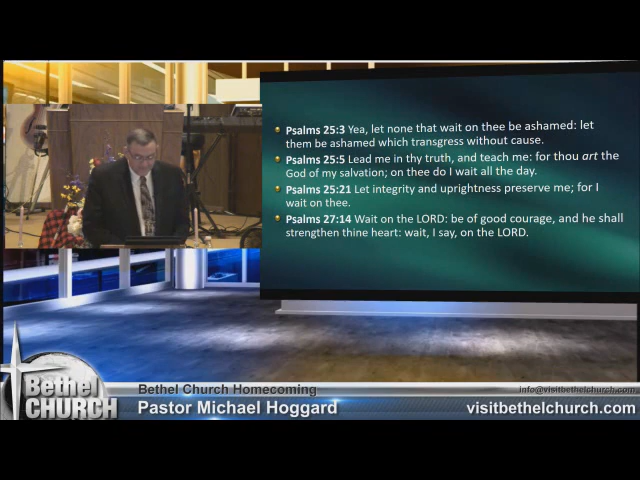 Psalms 25:3 Yea, let none that wait on thee be ashamed: let
them be ashamed which transgress without cause.
Psalms 25:5 Lead me in thy truth, and teach me: for thou art the
God of my salvation; on thee do I wait all the day.
Psalms 25:21 Let integrity and uprightness preserve me; for I
wait on thee.
Psalms 27:14 Wait on the LORD: be of good courage, and he shall
strengthen thine heart: wait, I say, on the LORD.
Bethel
CHURCH
Bethel Church Homecoming
info@visitbethelchurch.com
Pastor Michael Hoggard
visitbethelchurch.com